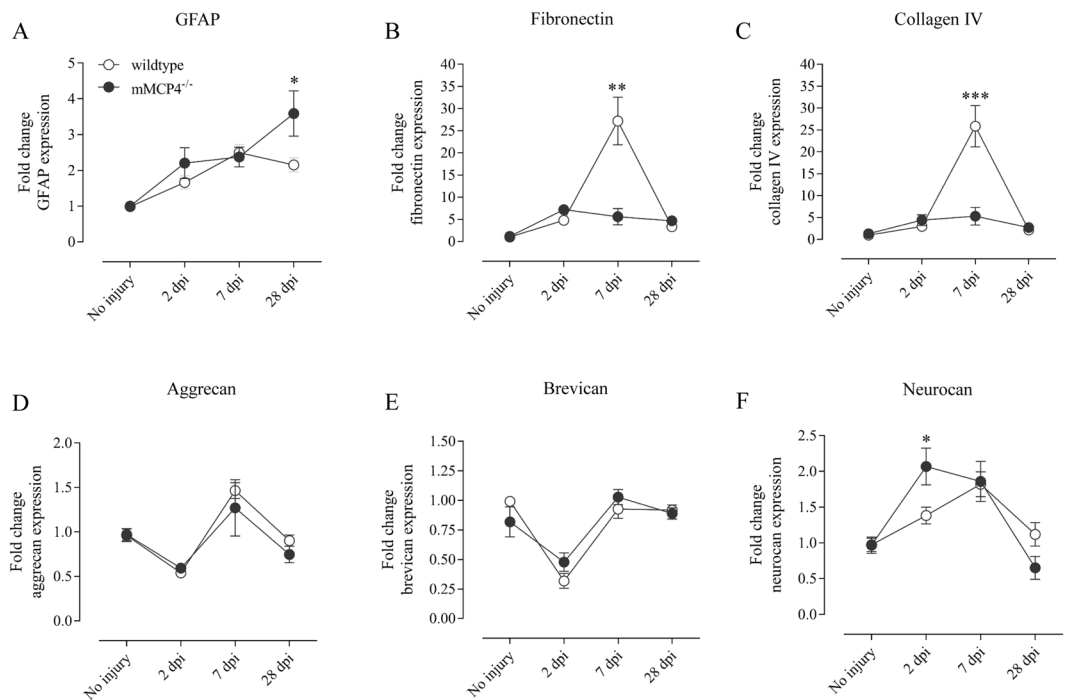 A
GFAP
wildtype
mMCP4-/-
*
Fold change
GFAP expression
5
4
3
2
1
0
No injury
2 dpi
7 dpi
28 dpi
B
Fibronectin
**
Fold change
fibronectin expression
40
35
30
25
20
15
10
5
0
No injury
2 dpi
7 dpi
28 dpi
C
Collagen IV
***
Fold change
collagen IV expression
40
35
30
25
20
15
10
5
0
No injury
2 dpi
7 dpi
28 dpi
D
Aggrecan
Fold change
aggrecan expression
2.0
1.5
1.0
0.5
0.0
No injury
2 dpi
7 dpi
28 dpi
E
Brevican
Fold change
brevican expression
1.50
1.25
1.00
0.75
0.50
0.25
0.00
No injury
2 dpi
7 dpi
28 dpi
F
Neurocan
*
Fold change
neurocan expression
2.5
2.0
1.5
1.0
0.5
0.0
No injury
2 dpi
7 dpi
28 dpi